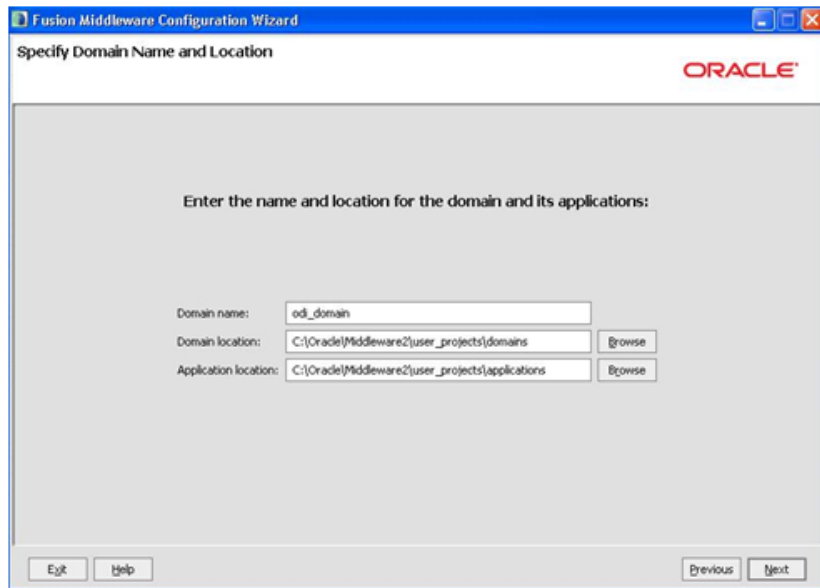 Fusion Middleware Configuration Wizard
Specify Domain Name and Location
ORACLE
Enter the name and location for the domain and its applications:
Domain name: odi_domain
Domain location: C:\Oracle\Middleware2\user_projects\domains Browse
Application location: C:\Oracle\Middleware2\user_projects\applications Browse
Exit Help Previous Next